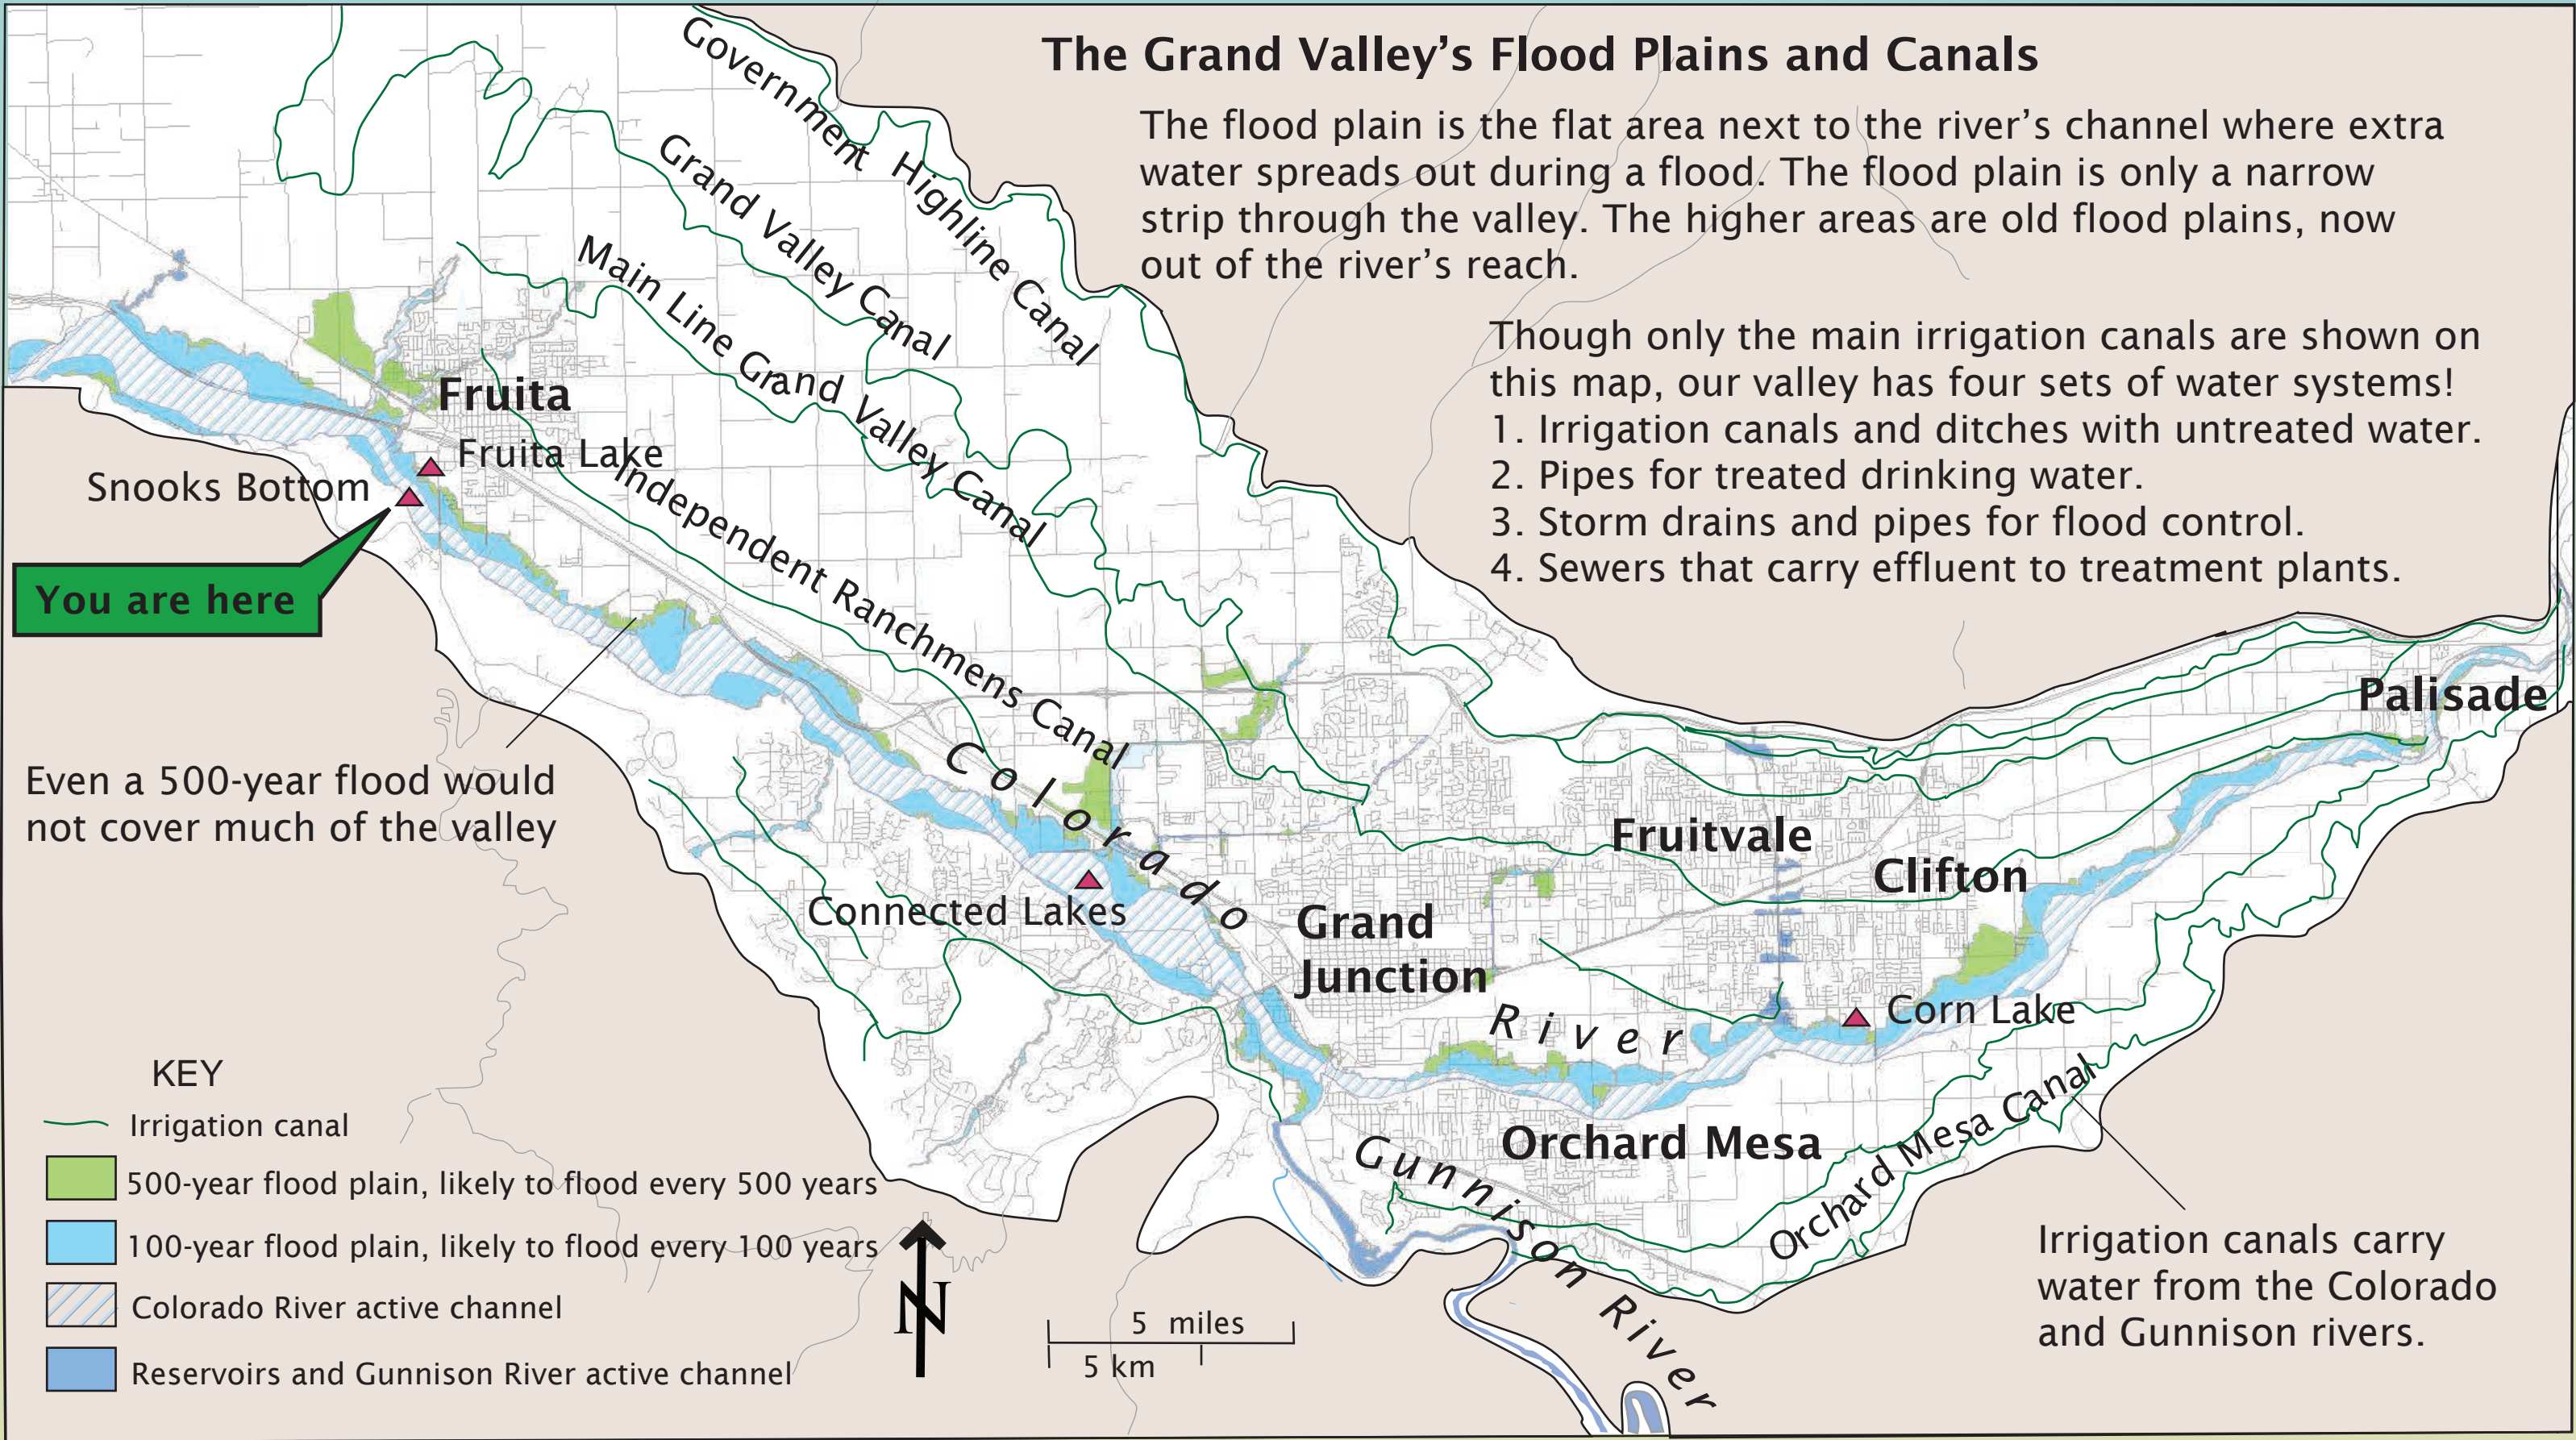 The Grand Valley’s Flood Plains and Canals
The flood plain is the flat area next to the river’s channel where extra
water spreads out during a flood. The flood plain is only a narrow
strip through the valley. The higher areas are old flood plains, now
out of the river’s reach.
Though only the main irrigation canals are shown on
this map, our valley has four sets of water systems!
1. Irrigation canals and ditches with untreated water.
2. Pipes for treated drinking water.
3. Storm drains and pipes for flood control.
4. Sewers that carry effluent to treatment plants.
Government Highline Canal
Grand Valley Canal
Main Line Grand Valley Canal
Independent Ranchmens Canal
Fruita
Fruita Lake
Snooks Bottom
You are here
Even a 500-year flood would
not cover much of the valley
Colorado
River
Connected Lakes
Grand
Junction
Fruitvale
Clifton
Palisade
Corn Lake
Orchard Mesa
Orchard Mesa Canal
Gunnison River
Irrigation canals carry
water from the Colorado
and Gunnison rivers.
KEY
Irrigation canal
500-year flood plain, likely to flood every 500 years
100-year flood plain, likely to flood every 100 years
Colorado River active channel
Reservoirs and Gunnison River active channel
N
5 miles
5 km